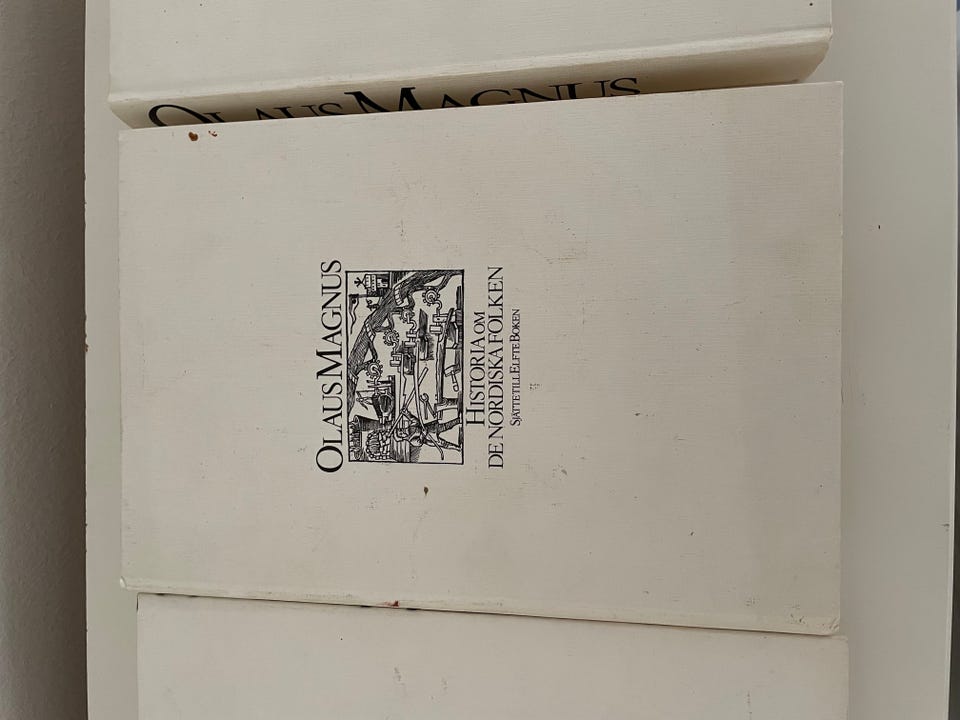 OLAUS MAGNUS
OLAUS MAGNUS
HISTORIA OM
DE NORDISKA FOLKEN
SJÄTTE TILL ELFTE BOKEN